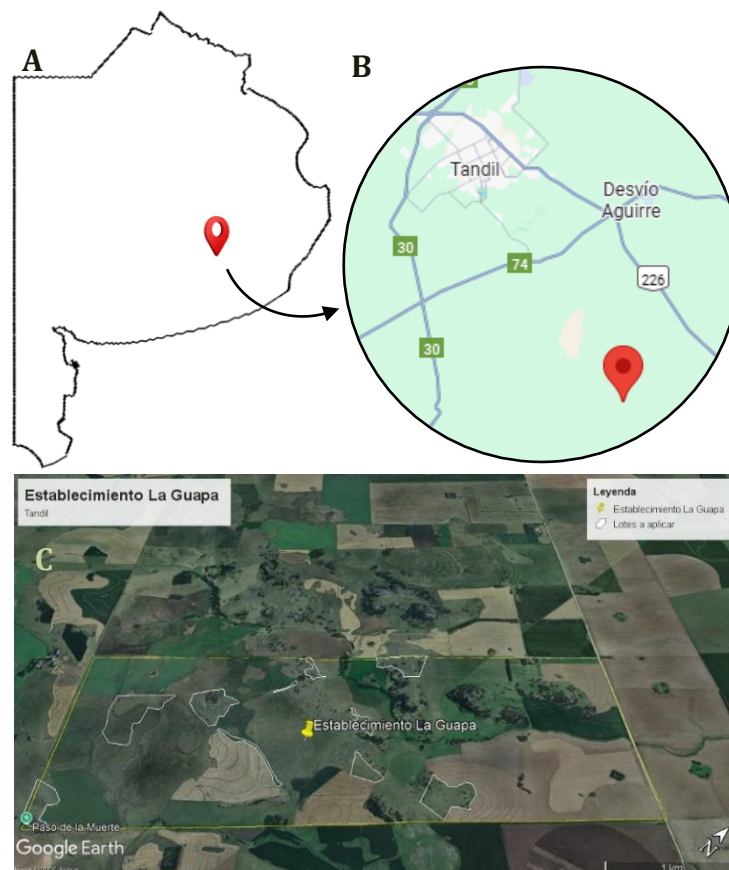 A
B
Tandil
Desvío
Aguirre
30
74
226
30
Establecimiento La Guapa
Tandil
Leyenda
Establecimiento La Guapa
Lotes a aplicar
C
Establecimiento La Guapa
Paso-de-la-Muerte
Google Earth
1 km